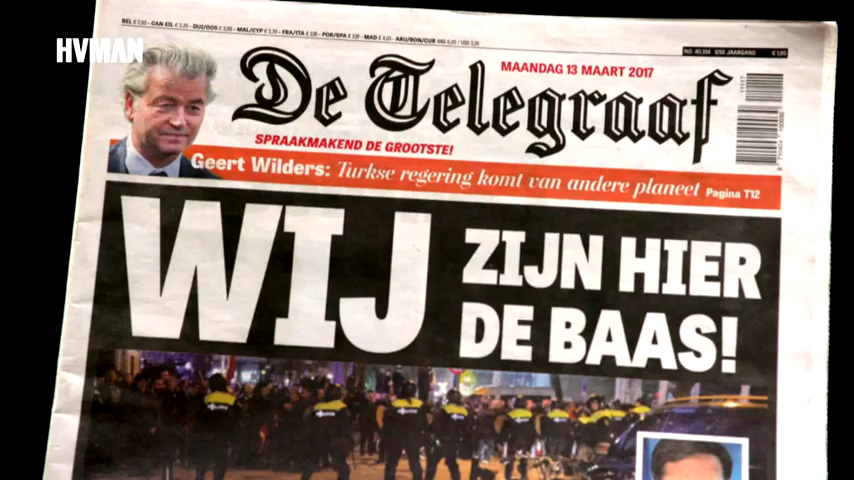 HVMAN
MAANDAG 13 MAART 2017
De Telegraaf
SPRAAKMAKEND DE GROOTSTE!
Geert Wilders: Turkse regering komt van andere planeet Pagina T12
WIJ ZIJN HIER
DE BAAS!